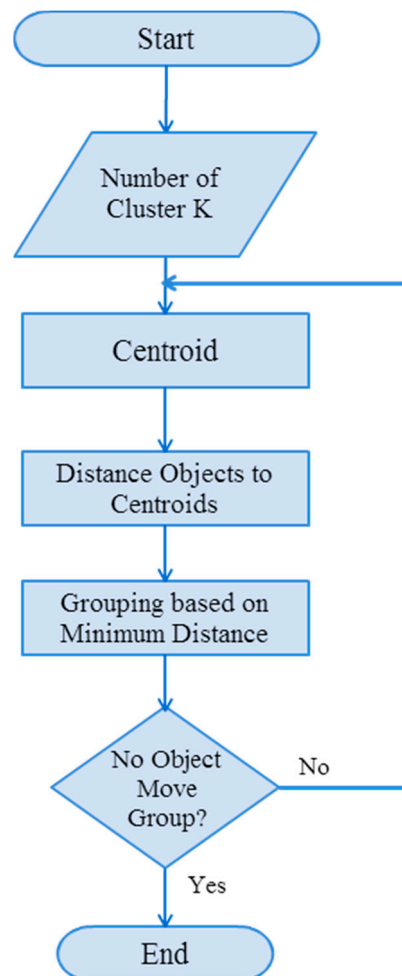 Start
Number of
Cluster K
Centroid
Distance Objects to
Centroids
Grouping based on
Minimum Distance
No Object
Move
Group?
No
Yes
End